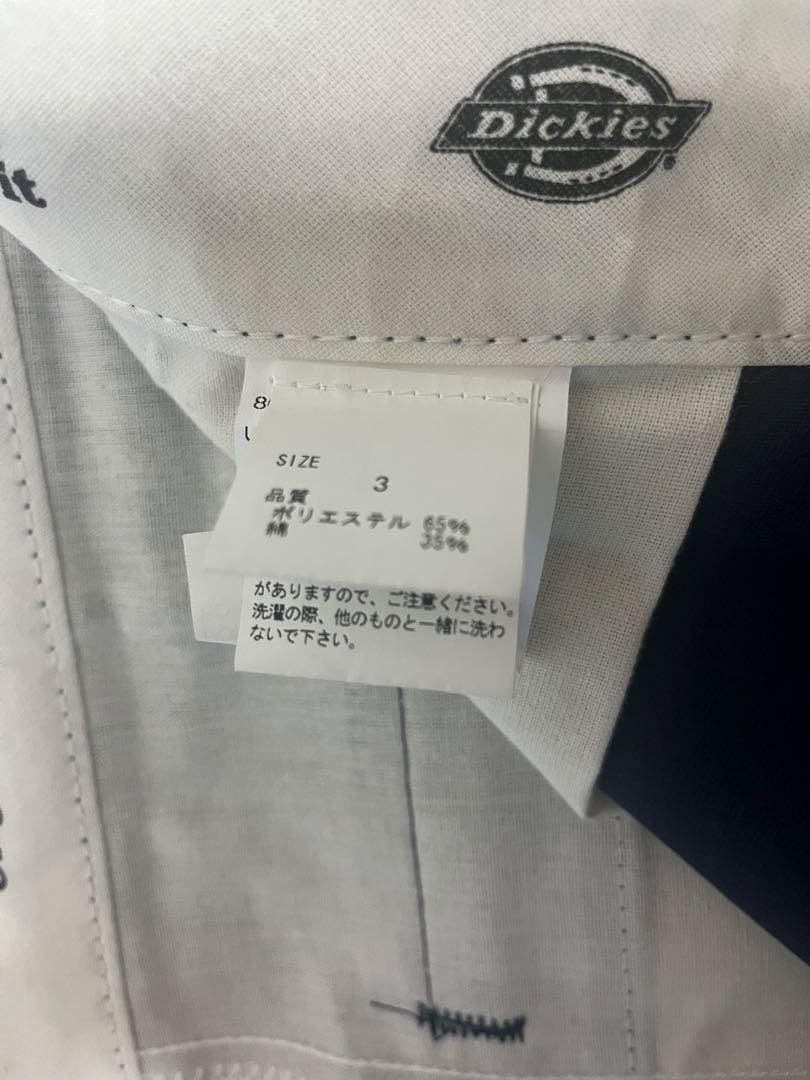 Dickies
®
it
8
SIZE
3
品質
ポリエステル 65%
綿 35%
がありますので、ご注意ください。
洗濯の際、他のものと一緒に洗わ
ないで下さい。